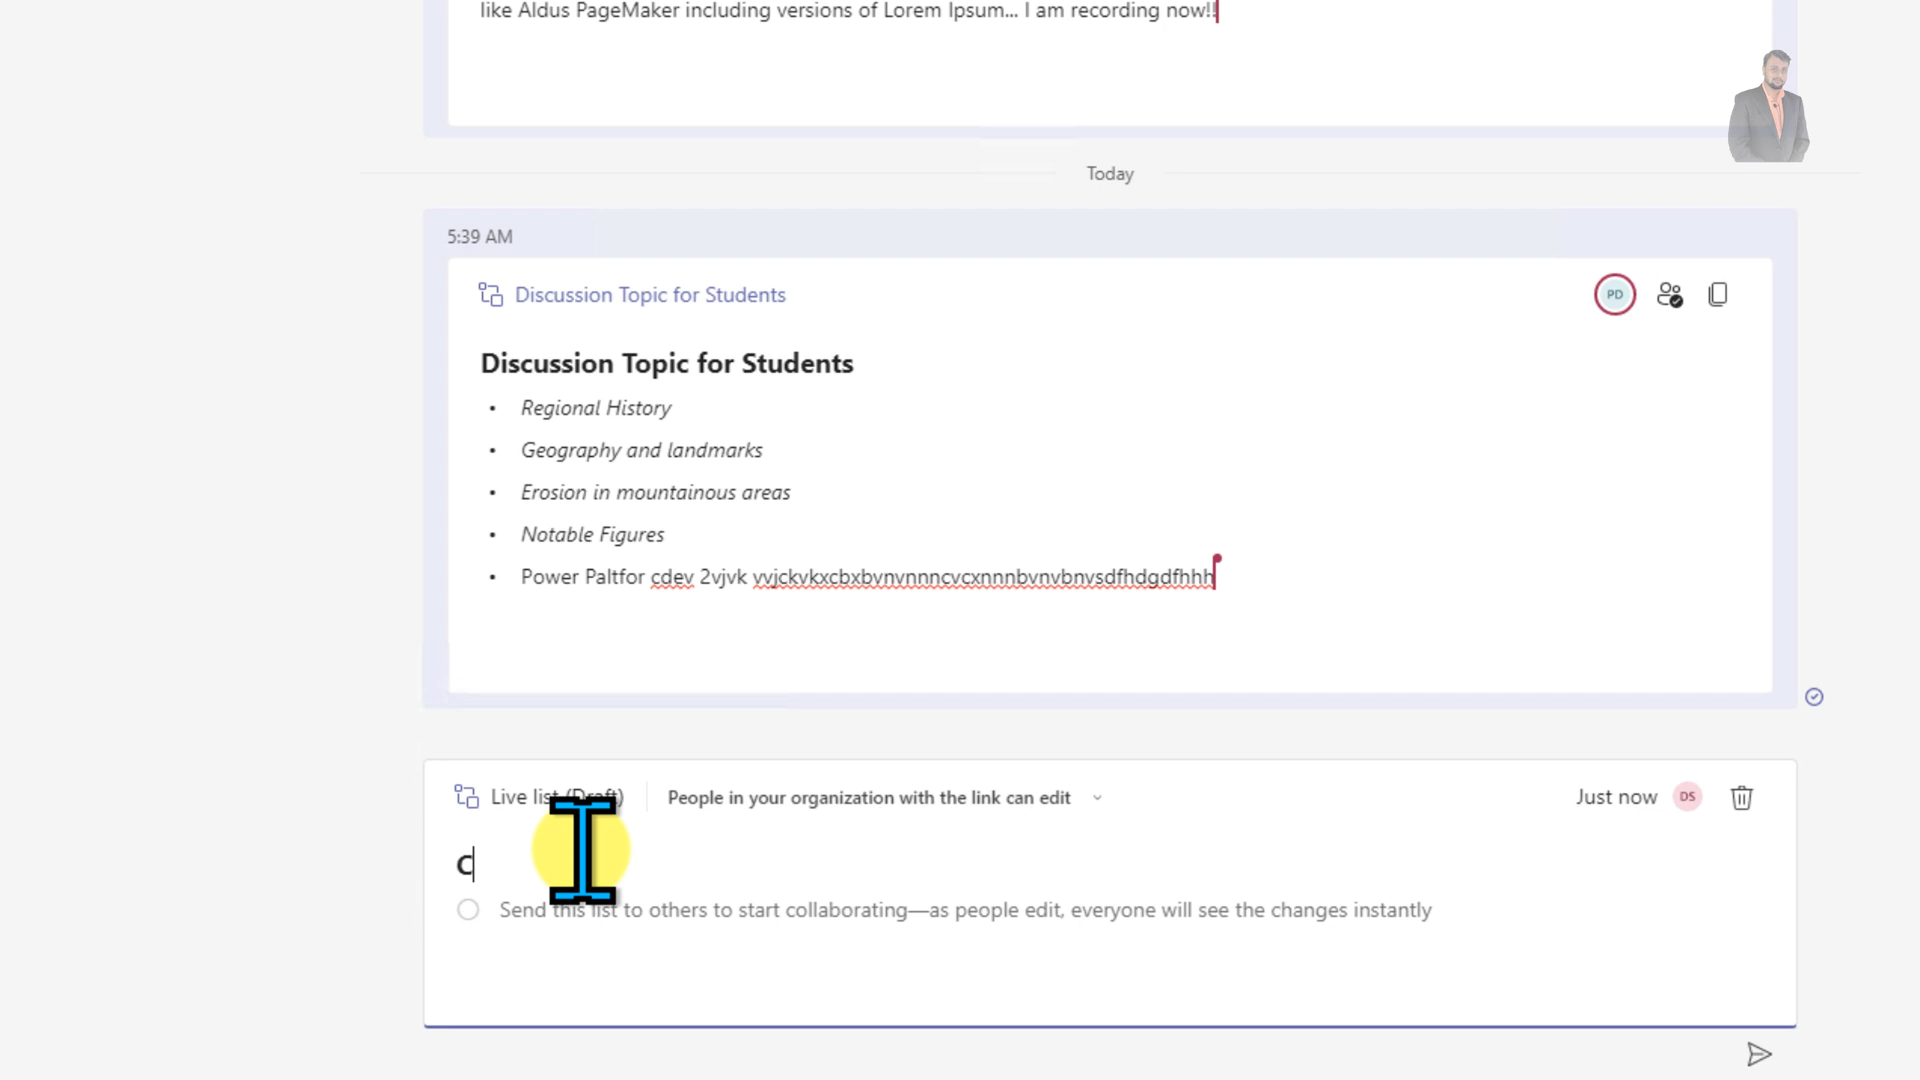 like Aldus PageMaker including versions of Lorem Ipsum... I am recording now!!
Today
5:39 AM
Discussion Topic for Students
PD
Discussion Topic for Students
• Regional History
• Geography and landmarks
• Erosion in mountainous areas
• Notable Figures
• Power Paltfor cdev 2vjvk yvjckvkxcbxbvnvnnncvcxnnnbvnvbnvsdfhdgdfhhh
Live list (Draft)
People in your organization with the link can edit
Just now
DS
C
Send this list to others to start collaborating—as people edit, everyone will see the changes instantly